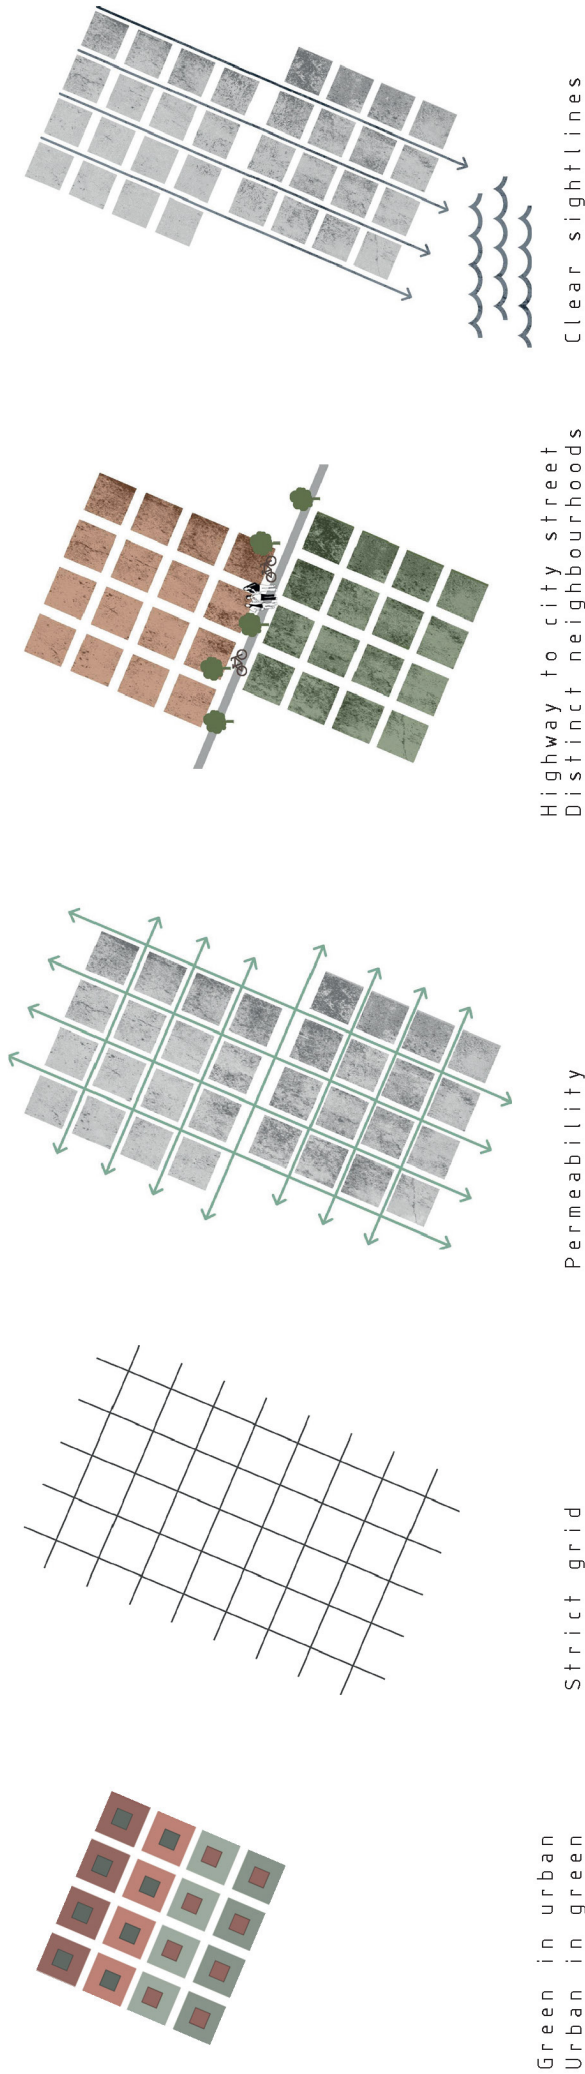 Green in urban
Urban in green
Strict grid
Permeability
Highway to city street
Distinct neighbourhoods
Clear sightlines